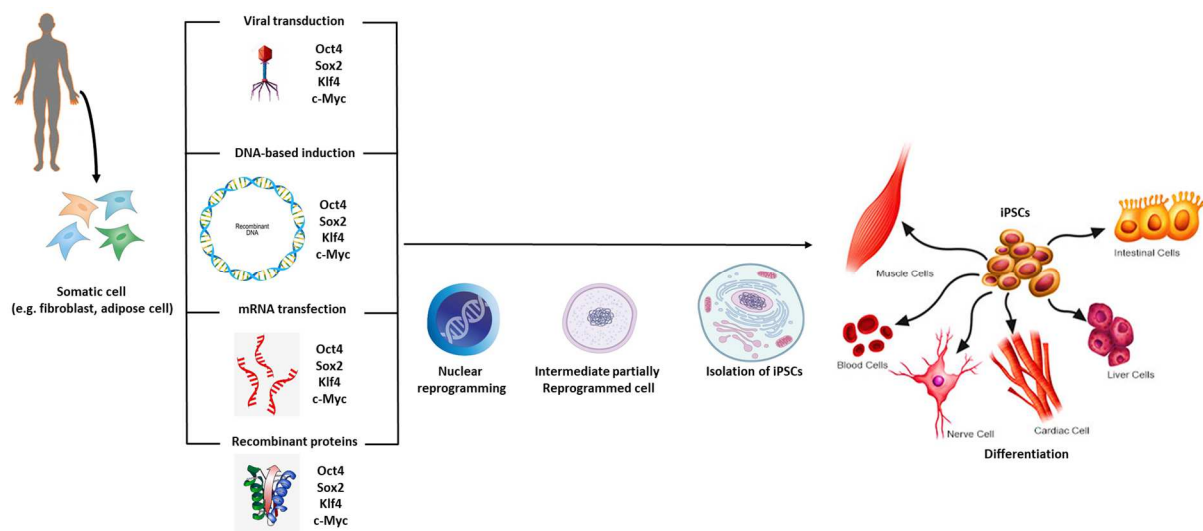 Viral transduction
Oct4
Sox2
Klf4
c-Myc
DNA-based induction
Recombinant
DNA
Oct4
Sox2
Klf4
c-Myc
Somatic cell
(e.g. fibroblast, adipose cell)
mRNA transfection
Oct4
Sox2
Klf4
c-Myc
Recombinant proteins
Oct4
Sox2
Klf4
c-Myc
Nuclear
reprogramming
Intermediate partially
Reprogrammed cell
Isolation of iPSCs
iPSCs
Muscle Cells
Intestinal Cells
Blood Cells
Liver Cells
Nerve Cell
Cardiac Cell
Differentiation